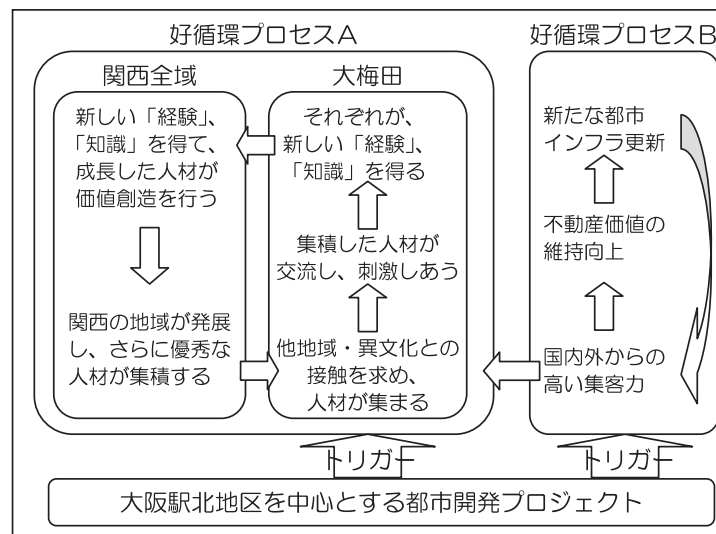 好循環プロセスA
好循環プロセスB
関西全域
大梅田
新しい「経験」、
「知識」を得て、
成長した人材が
価値創造を行う
関西の地域が発展
し、さらに優秀な
人材が集積する
それぞれが、
新しい「経験」、
「知識」を得る
集積した人材が
交流し、刺激しあう
他地域・異文化との
接触を求め、
人材が集まる
新たな都市
インフラ更新
不動産価値の
維持向上
国内外からの
高い集客力
トリガー
トリガー
大阪駅北地区を中心とする都市開発プロジェクト